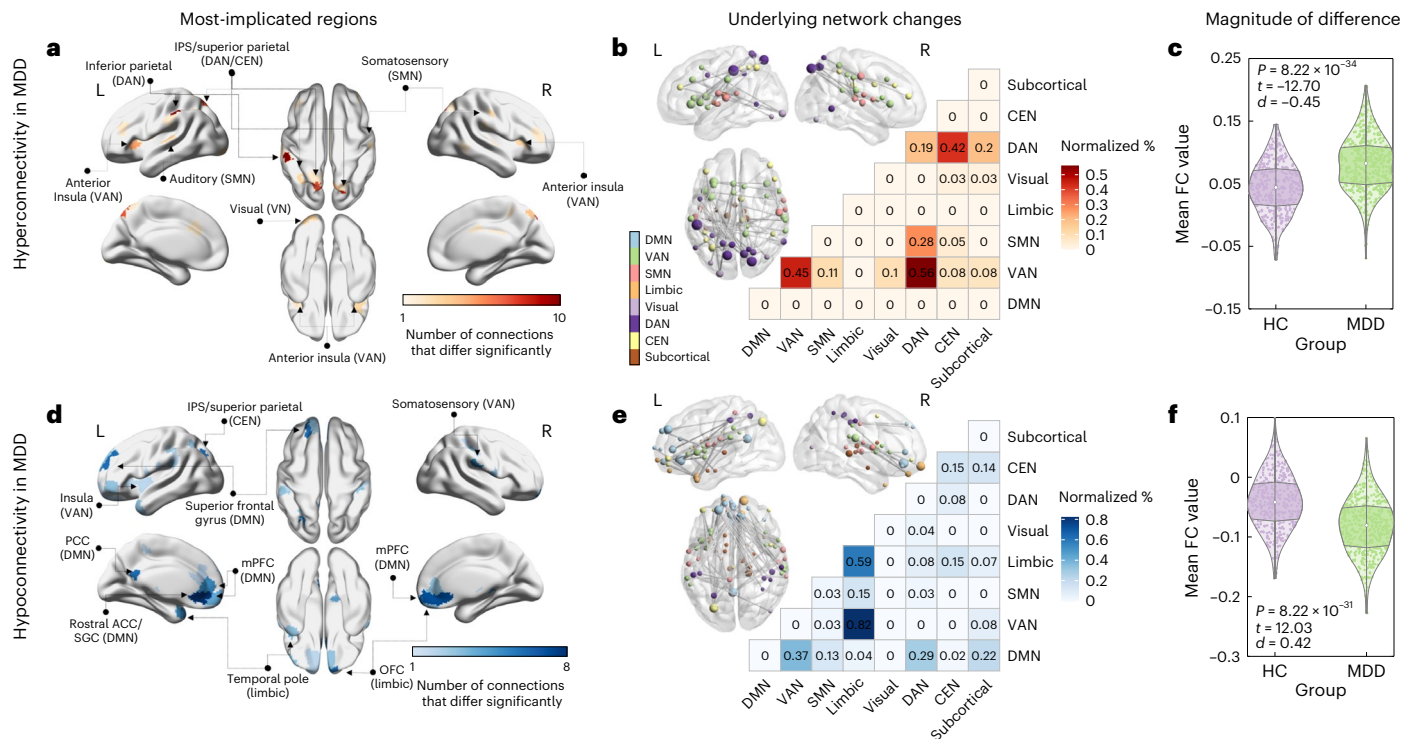 Most-implicated regions
Underlying network changes
Magnitude of difference
Hyperconnectivity in MDD
a
L
R
IPS/superior parietal
(DAN/CEN)
Inferior parietal
(DAN)
Somatosensory
(SMN)
Anterior
Insula (VAN)
Auditory (SMN)
Anterior insula
(VAN)
Visual (VN)
Anterior insula (VAN)
1
10
Number of connections
that differ significantly
b
L
R
DMN
VAN
SMN
Limbic
Visual
DAN
CEN
Subcortical
0
Subcortical
0 0
CEN
0.19 0.42 0.2
DAN
0 0 0.03 0.03
Visual
0 0 0 0 0
Limbic
0 0 0.28 0.05 0
SMN
0.45 0.11 0 0.1 0.56 0.08 0.08
VAN
0 0 0 0 0 0 0 0
DMN
DMN VAN SMN Limbic Visual DAN CEN Subcortical
Normalized %
0.5
0.4
0.3
0.2
0.1
0
c
0.25
0.15
0.05
−0.05
−0.15
Mean FC value
P = 8.22 × 10−34
t = −12.70
d = −0.45
HC MDD
Group
Hypoconnectivity in MDD
d
L
R
IPS/superior parietal
(CEN)
Somatosensory (VAN)
Insula
(VAN)
Superior frontal
gyrus (DMN)
PCC
(DMN)
mPFC
(DMN)
mPFC
(DMN)
Rostral ACC/
SGC (DMN)
Temporal pole
(limbic)
OFC
(limbic)
1
8
Number of connections
that differ significantly
e
L
R
0
Subcortical
0.15 0.14
CEN
0 0.08 0
DAN
0 0.04 0 0
Visual
0.59 0 0.08 0.15 0.07
Limbic
0.03 0.15 0 0.03 0 0
SMN
0 0.03 0.82 0 0 0 0.08
VAN
0 0.37 0.13 0.04 0 0.29 0.02 0.22
DMN
DMN VAN SMN Limbic Visual DAN CEN Subcortical
Normalized %
0.8
0.6
0.4
0.2
0
f
0.1
0
−0.1
−0.2
−0.3
Mean FC value
P = 8.22 × 10−31
t = 12.03
d = 0.42
HC MDD
Group